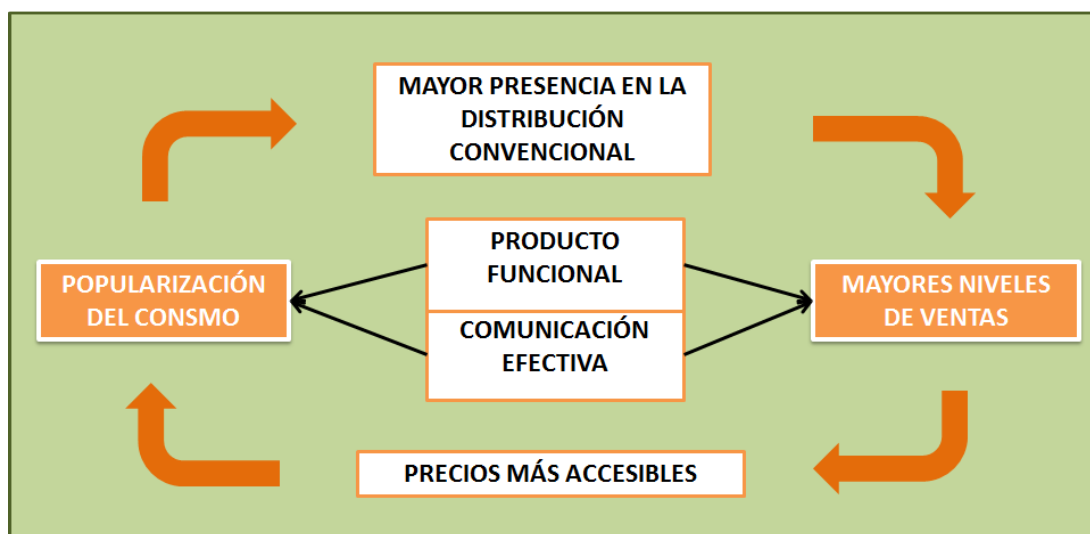 MAYOR PRESENCIA EN LA
DISTRIBUCIÓN
CONVENCIONAL
PRODUCTO
FUNCIONAL
POPULARIZACIÓN
DEL CONSMO
MAYORES NIVELES
DE VENTAS
COMUNICACIÓN
EFECTIVA
PRECIOS MÁS ACCESIBLES